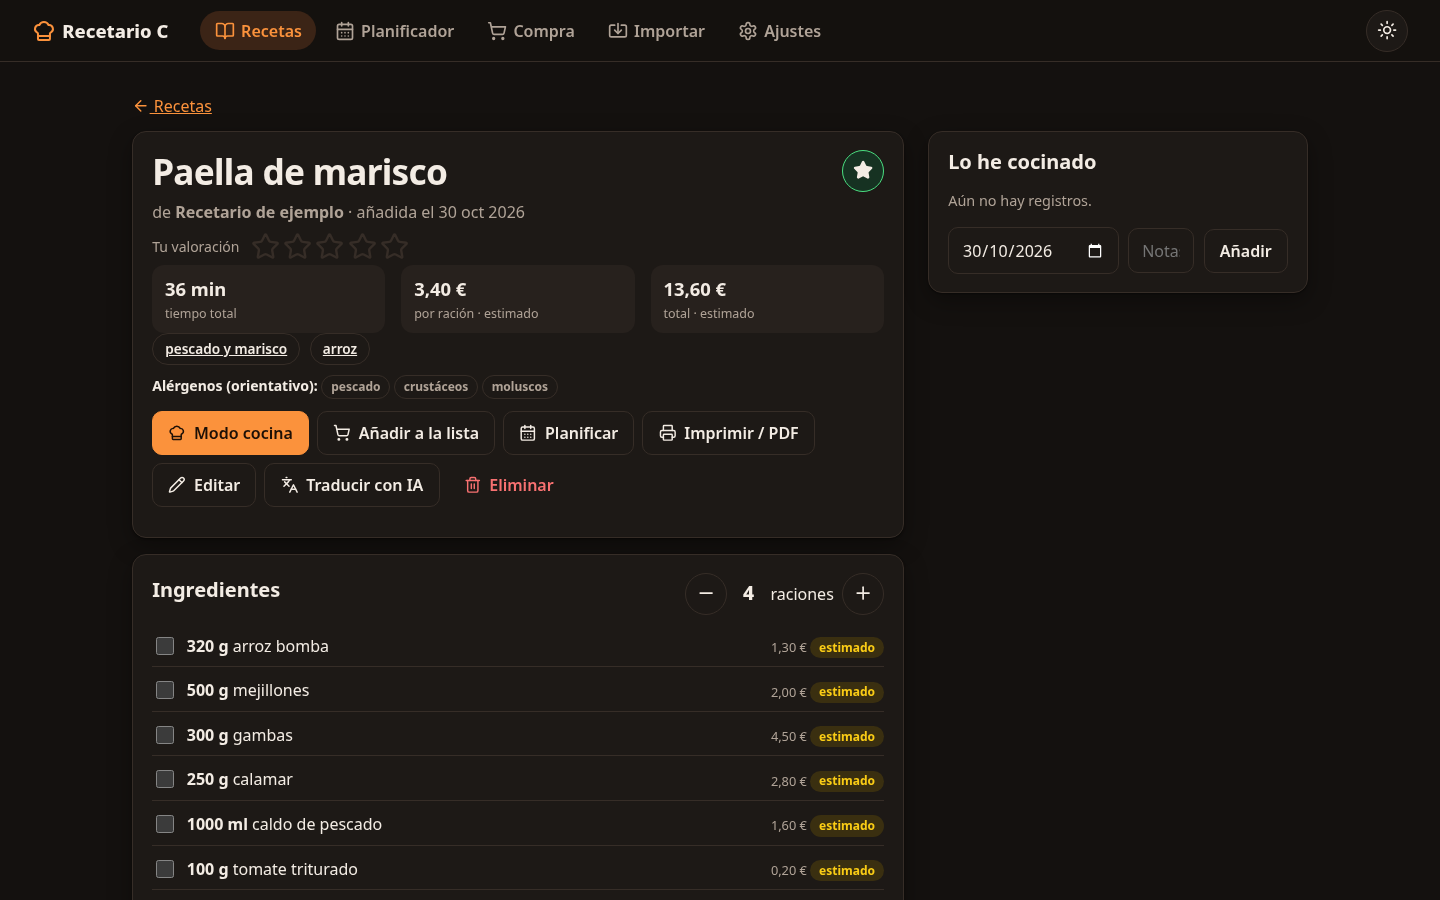 Recetario C
Recetas
Planificador
Compra
Importar
Ajustes
← Recetas
Paella de marisco
de Recetario de ejemplo · añadida el 30 oct 2026
Tu valoración
36 min
tiempo total
3,40 €
por ración · estimado
13,60 €
total · estimado
pescado y marisco
arroz
Alérgenos (orientativo): pescado crustáceos moluscos
Modo cocina
Añadir a la lista
Planificar
Imprimir / PDF
Editar
Traducir con IA
Eliminar
Ingredientes
4 raciones
320 g arroz bomba 1,30 € estimado
500 g mejillones 2,00 € estimado
300 g gambas 4,50 € estimado
250 g calamar 2,80 € estimado
1000 ml caldo de pescado 1,60 € estimado
100 g tomate triturado 0,20 € estimado
Lo he cocinado
Aún no hay registros.
30/10/2026
Nota
Añadir